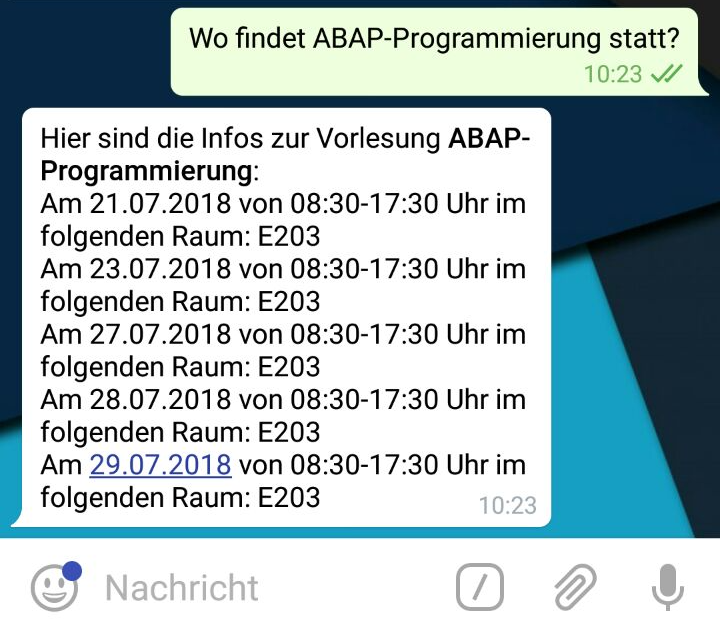 Wo findet ABAP-Programmierung statt?
10:23
Hier sind die Infos zur Vorlesung ABAP-
Programmierung:
Am 21.07.2018 von 08:30-17:30 Uhr im
folgenden Raum: E203
Am 23.07.2018 von 08:30-17:30 Uhr im
folgenden Raum: E203
Am 27.07.2018 von 08:30-17:30 Uhr im
folgenden Raum: E203
Am 28.07.2018 von 08:30-17:30 Uhr im
folgenden Raum: E203
Am 29.07.2018 von 08:30-17:30 Uhr im
folgenden Raum: E203
10:23
Nachricht